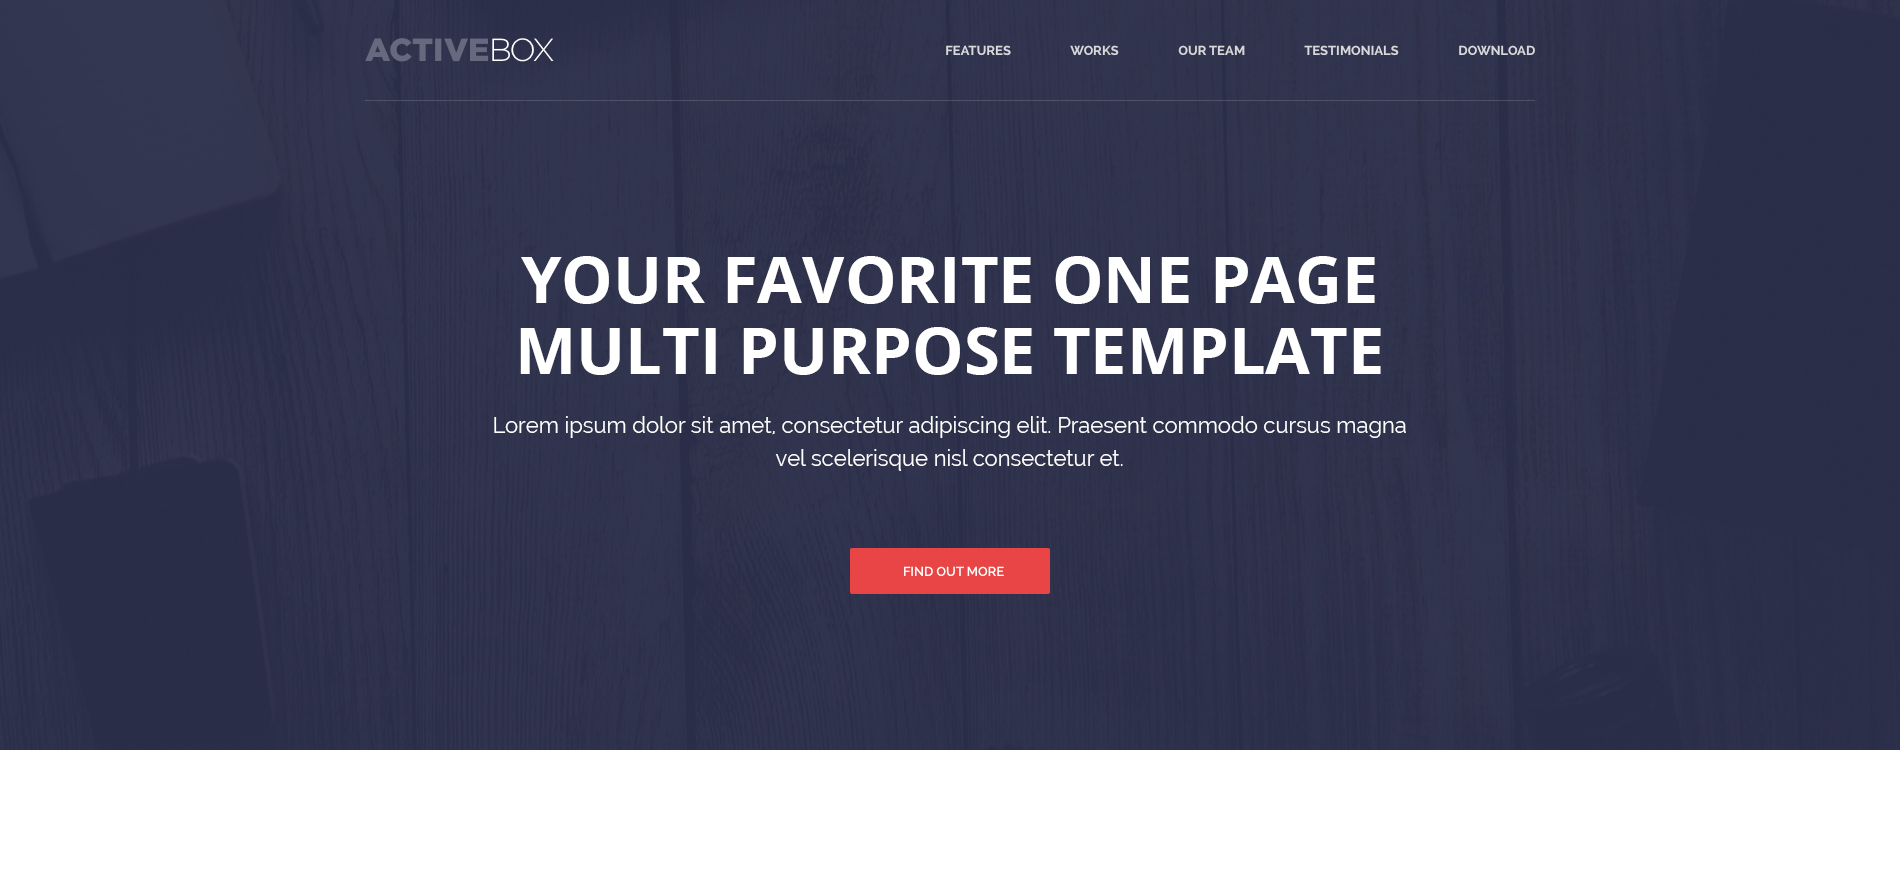 ACTIVEBOX
FEATURES WORKS OUR TEAM TESTIMONIALS DOWNLOAD
YOUR FAVORITE ONE PAGE
MULTI PURPOSE TEMPLATE
Lorem ipsum dolor sit amet, consectetur adipiscing elit. Praesent commodo cursus magna
vel scelerisque nisl consectetur et.
FIND OUT MORE